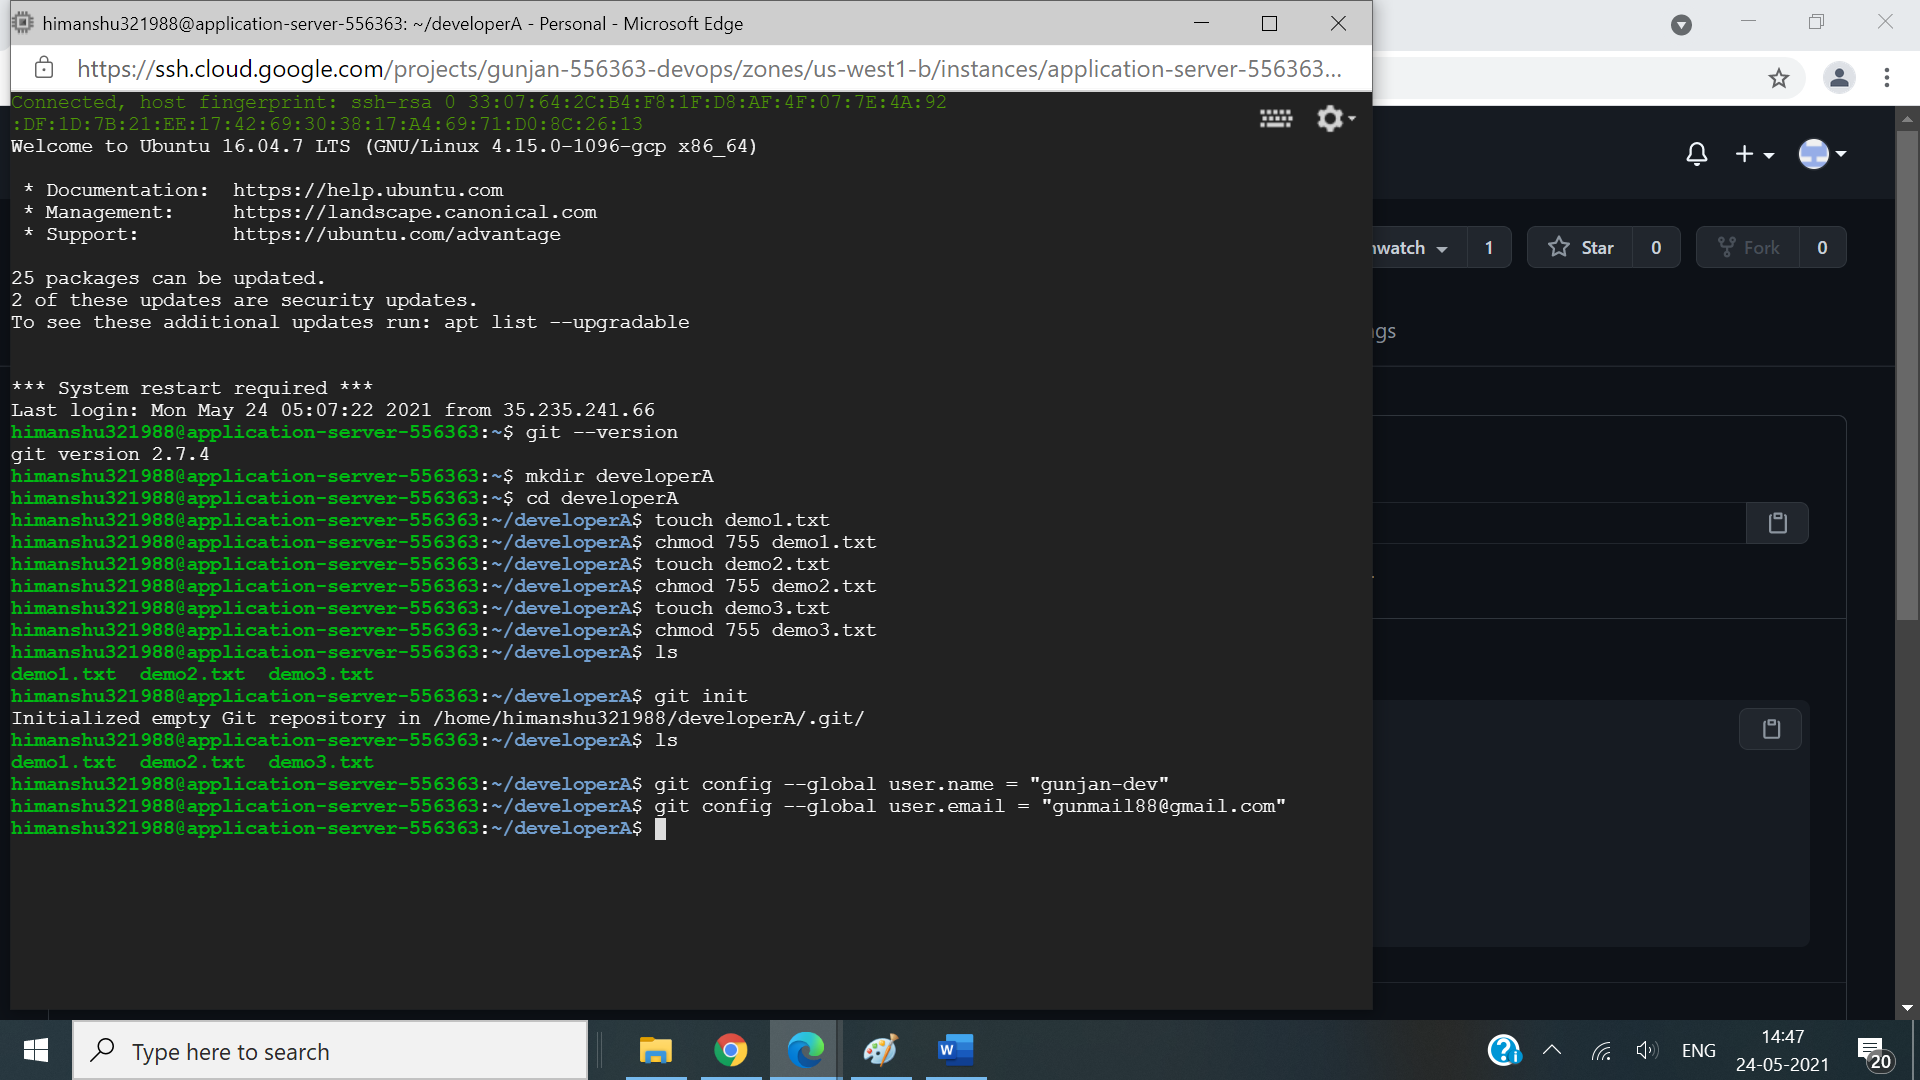 himanshu321988@application-server-556363: ~/developerA - Personal - Microsoft Edge
https://ssh.cloud.google.com/projects/gunjan-556363-devops/zones/us-west1-b/instances/application-server-556363...
Connected, host fingerprint: ssh-rsa 0 33:07:64:2C:B4:F8:1F:D8:AF:4F:07:7E:4A:92
:DF:1D:7B:21:EE:17:42:69:30:38:17:A4:69:71:D0:8C:26:13
Welcome to Ubuntu 16.04.7 LTS (GNU/Linux 4.15.0-1096-gcp x86_64)
* Documentation:  https://help.ubuntu.com
* Management:     https://landscape.canonical.com
* Support:        https://ubuntu.com/advantage
25 packages can be updated.
2 of these updates are security updates.
To see these additional updates run: apt list --upgradable
*** System restart required ***
Last login: Mon May 24 05:07:22 2021 from 35.235.241.66
himanshu321988@application-server-556363:~$ git --version
git version 2.7.4
himanshu321988@application-server-556363:~$ mkdir developerA
himanshu321988@application-server-556363:~$ cd developerA
himanshu321988@application-server-556363:~/developerA$ touch demo1.txt
himanshu321988@application-server-556363:~/developerA$ chmod 755 demo1.txt
himanshu321988@application-server-556363:~/developerA$ touch demo2.txt
himanshu321988@application-server-556363:~/developerA$ chmod 755 demo2.txt
himanshu321988@application-server-556363:~/developerA$ touch demo3.txt
himanshu321988@application-server-556363:~/developerA$ chmod 755 demo3.txt
himanshu321988@application-server-556363:~/developerA$ ls
demo1.txt  demo2.txt  demo3.txt
himanshu321988@application-server-556363:~/developerA$ git init
Initialized empty Git repository in /home/himanshu321988/developerA/.git/
himanshu321988@application-server-556363:~/developerA$ ls
demo1.txt  demo2.txt  demo3.txt
himanshu321988@application-server-556363:~/developerA$ git config --global user.name = "gunjan-dev"
himanshu321988@application-server-556363:~/developerA$ git config --global user.email = "gunmail88@gmail.com"
himanshu321988@application-server-556363:~/developerA$
nwatch 1 Star 0 Fork 0
gs
Type here to search
W
ENG
14:47
24-05-2021
20